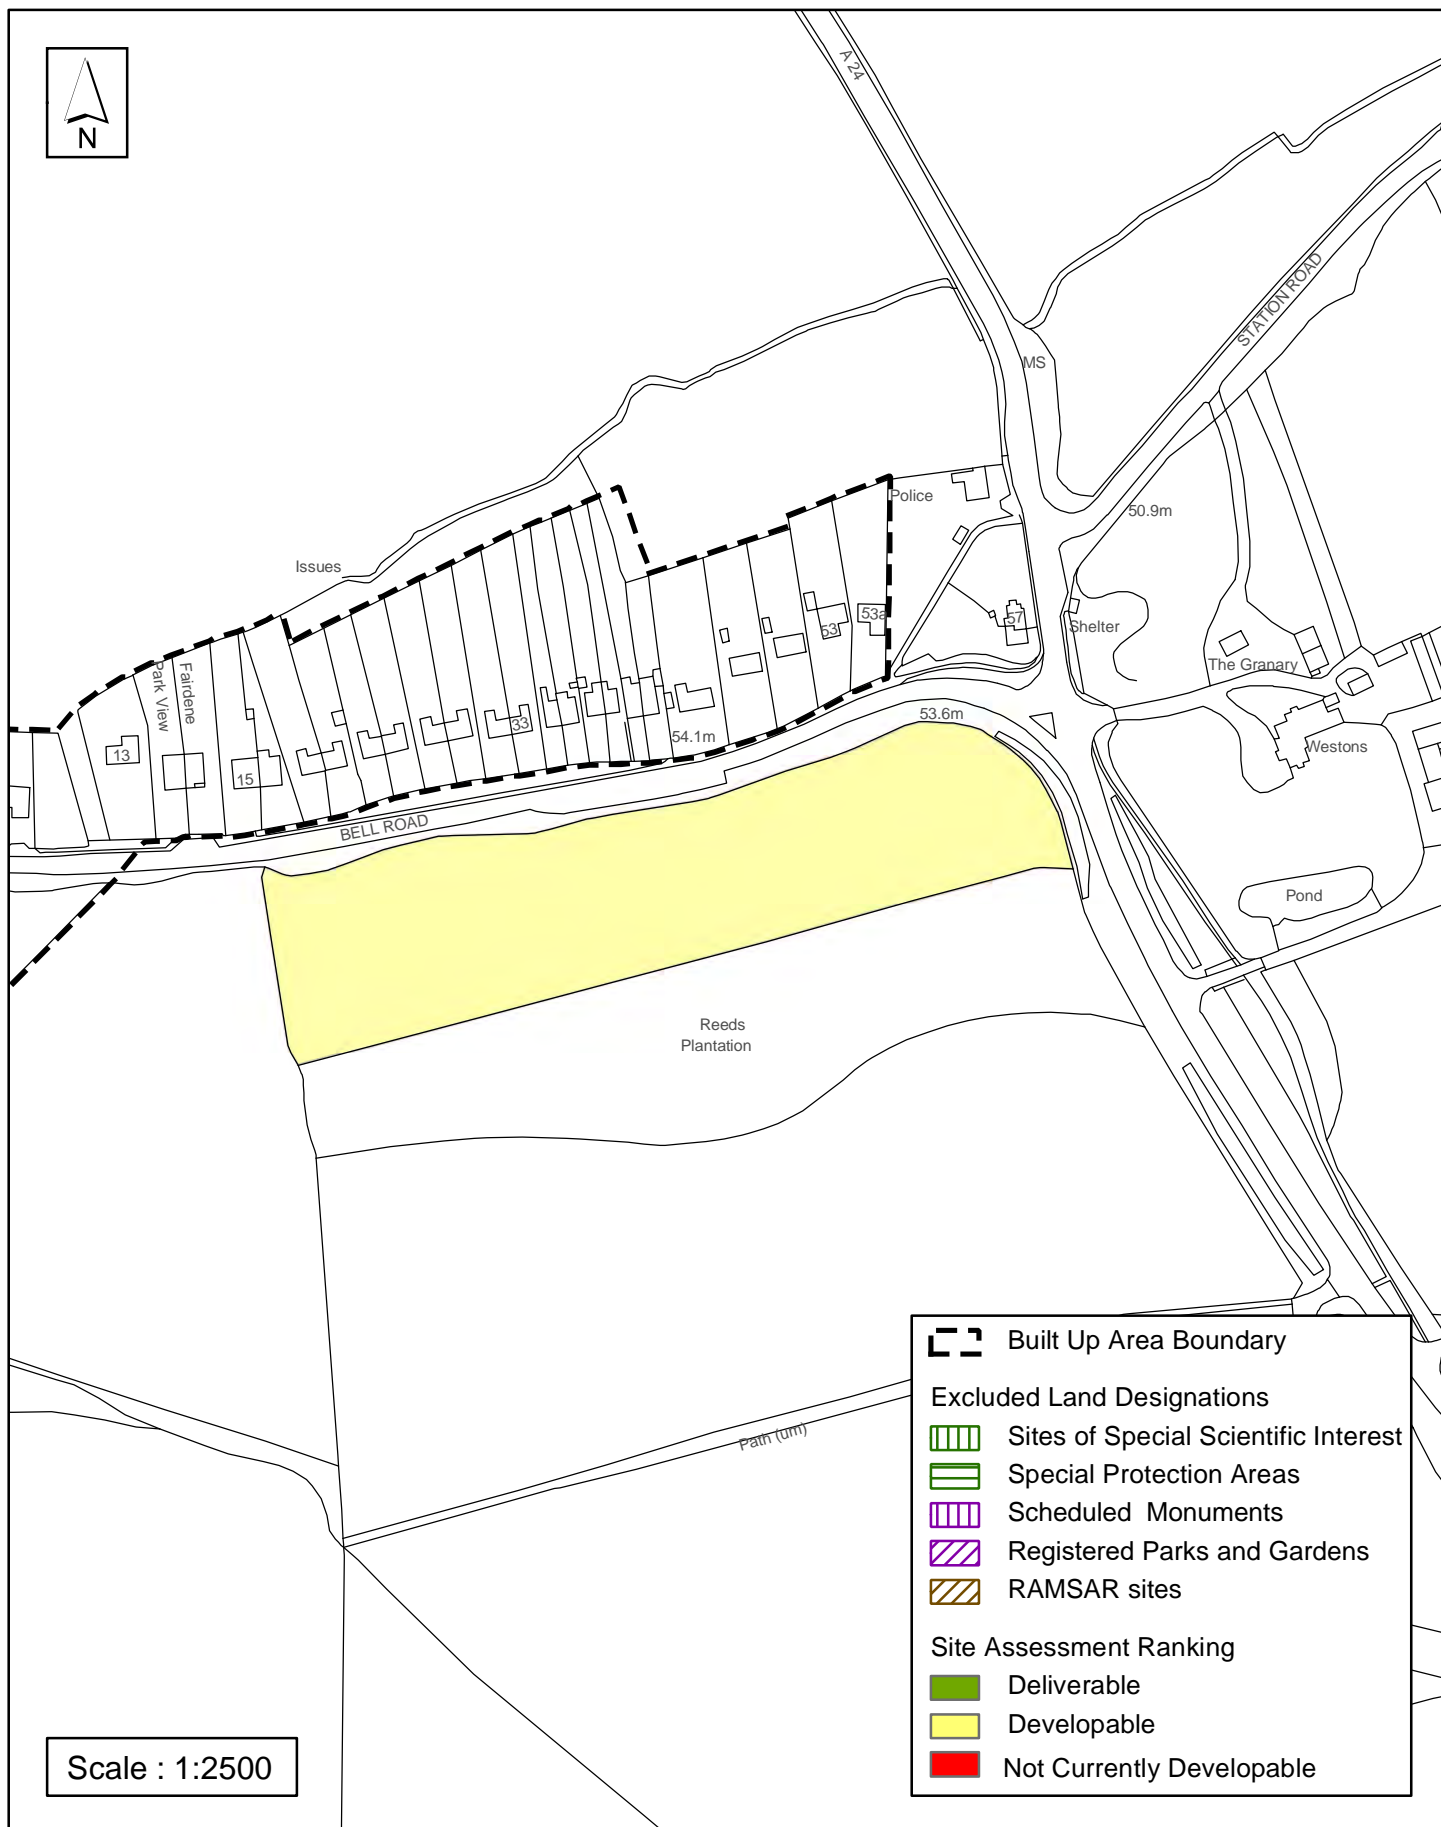 A 24
N
STATION ROAD
MS
Police
50.9m
Issues
53
53a
57
Shelter
The Granary
Park View
Fairdene
33
53.6m
54.1m
Westons
13
15
BELL ROAD
Pond
Reeds
Plantation
Path (um)
Built Up Area Boundary
Excluded Land Designations
Sites of Special Scientific Interest
Special Protection Areas
Scheduled Monuments
Registered Parks and Gardens
RAMSAR sites
Site Assessment Ranking
Deliverable
Developable
Not Currently Developable
Scale : 1:2500